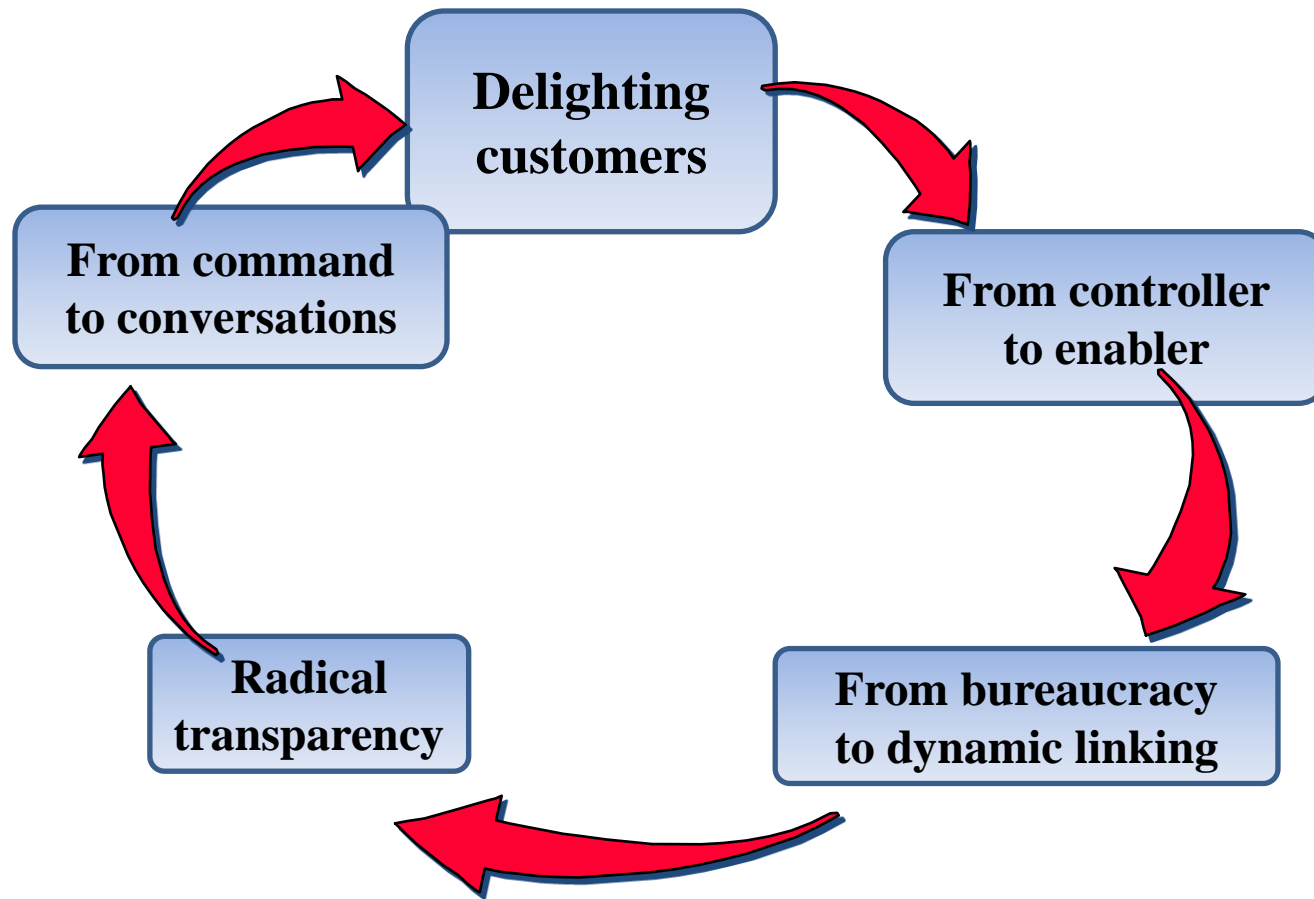 Delighting
customers
From controller
to enabler
From bureaucracy
to dynamic linking
Radical
transparency
From command
to conversations